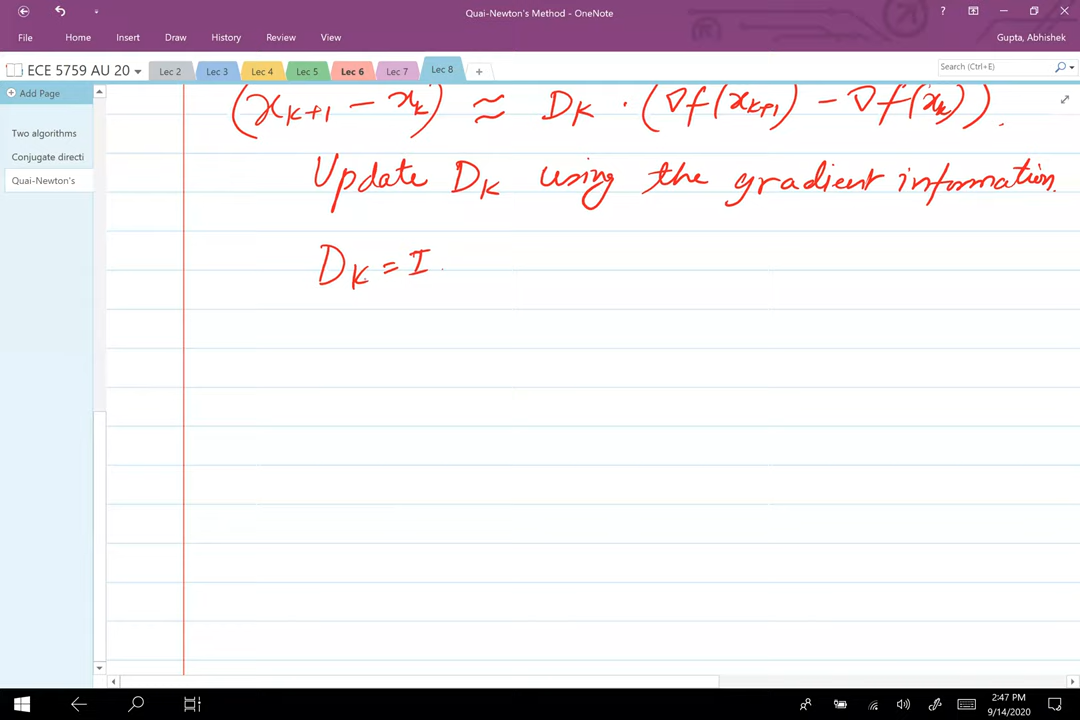 Quai-Newton's Method - OneNote
?
File Home Insert Draw History Review View
Gupta, Abhishek
ECE 5759 AU 20
Lec 2 Lec 3 Lec 4 Lec 5 Lec 6 Lec 7 Lec 8 +
Search (Ctrl+E)
Add Page
Two algorithms
Conjugate directi
Quai-Newton's
(x_{k+1} - x_k) ≈ D_k · (∇f(x_{k+1}) - ∇f(x_k)).
Update D_k using the gradient information.
D_k = I
2:47 PM
9/14/2020